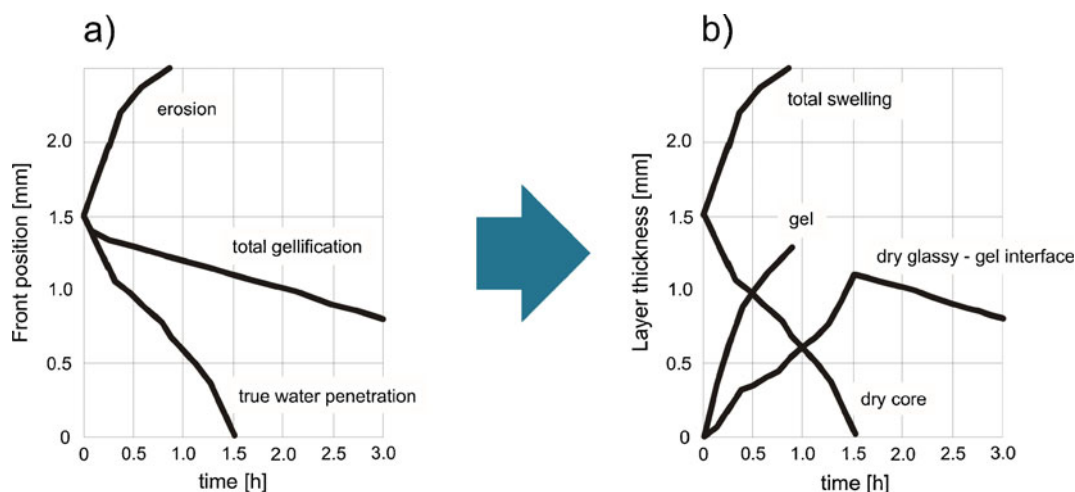 a)
Front position [mm]
2.0
1.5
1.0
0.5
0
erosion
total gellification
true water penetration
0 0.5 1.0 1.5 2.0 2.5 3.0
time [h]
b)
Layer thickness [mm]
2.0
1.5
1.0
0.5
0
total swelling
gel
dry glassy - gel interface
dry core
0 0.5 1.0 1.5 2.0 2.5 3.0
time [h]